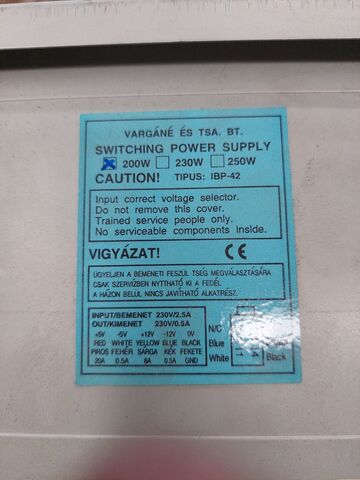 VARGÁNÉ ÉS TSA. BT.
SWITCHING POWER SUPPLY
200W 230W 250W
CAUTION! TIPUS: IBP-42
Input correct voltage selector.
Do not remove this cover.
Trained service people only.
No serviceable components inside.
VIGYÁZAT! CE
ÜGYELJEN A BEMENETI FESZÜL TSÉG MEGVÁLASZTÁSÁRA
CSAK SZERVIZBEN NYTTHATÓ KI A FEDÉL
A HÁZON BELÜL NINCS JAVÍTHATÓ ALKATRÉSZ.
INPUT/BEMENET 230V/2.5A
OUT/KIMENET 230V/0.5A
+5V -5V +12V -12V 0V
RED WHITE YELLOW BLUE BLACK
PIROS FEHÉR SÁRGA KÉK FEKETE
20A 0.5A 8A 0.5A GND
N/C
Blue
White Black